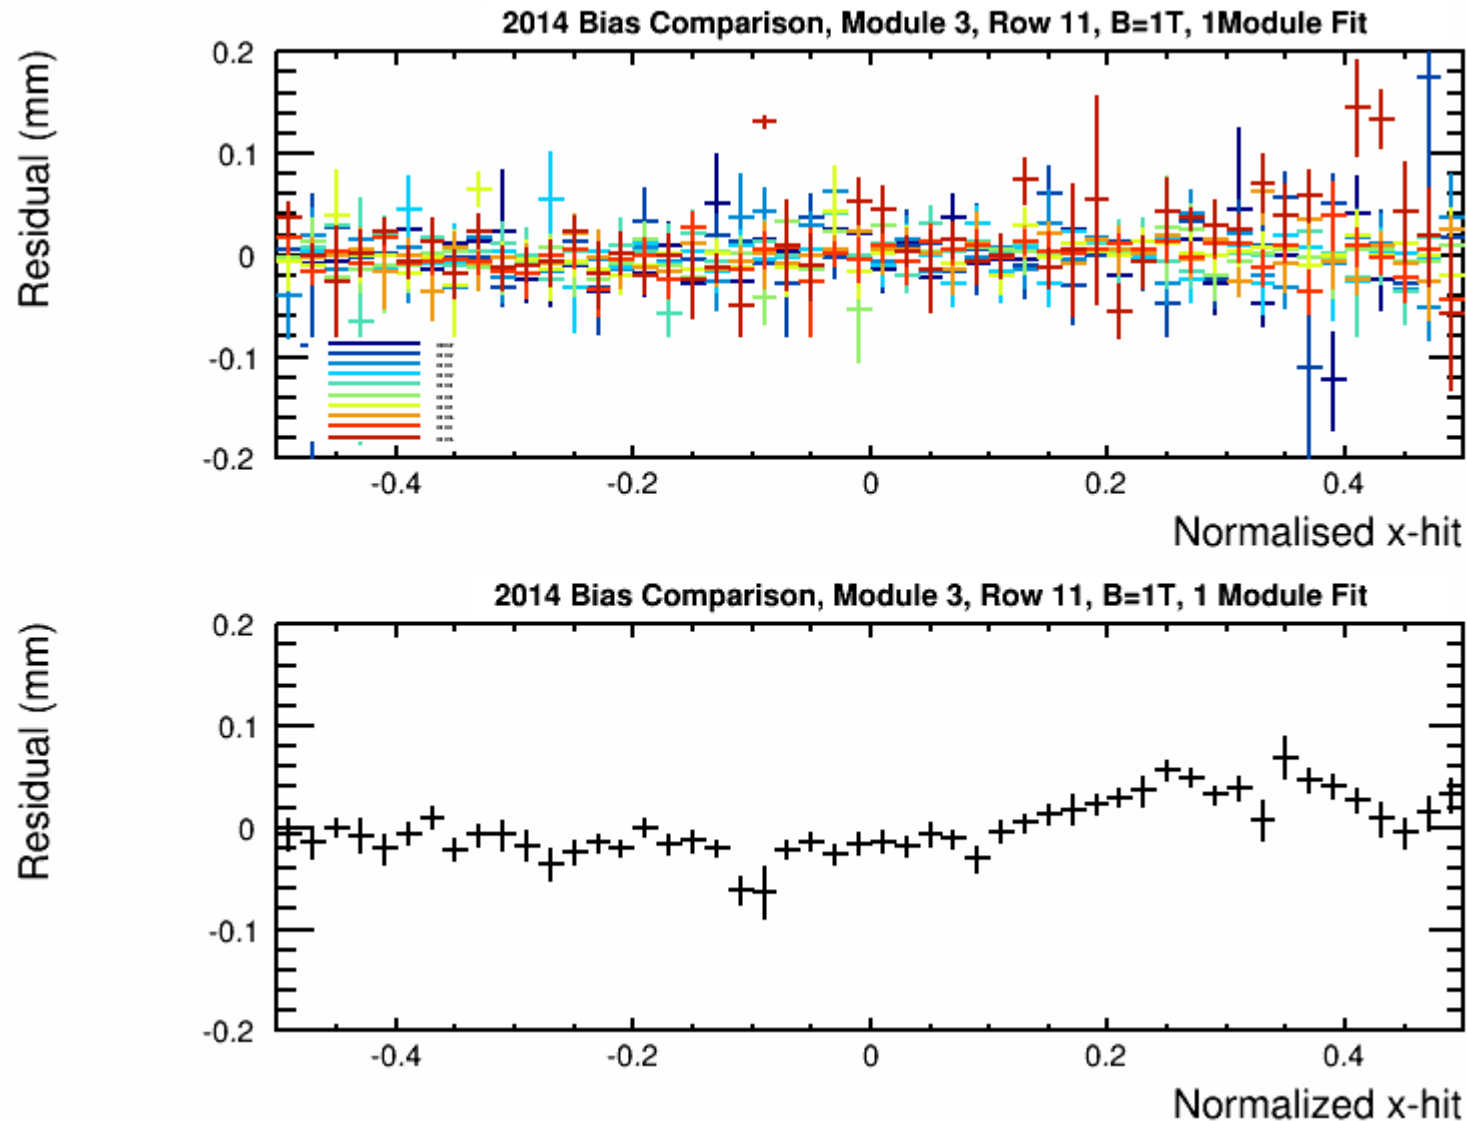 2014 Bias Comparison, Module 3, Row 11, B=1T, 1Module Fit
Residual (mm)
0.2
0.1
0
-0.1
-0.2
-0.4 -0.2 0 0.2 0.4
Normalised x-hit
2014 Bias Comparison, Module 3, Row 11, B=1T, 1 Module Fit
Residual (mm)
0.2
0.1
0
-0.1
-0.2
-0.4 -0.2 0 0.2 0.4
Normalized x-hit